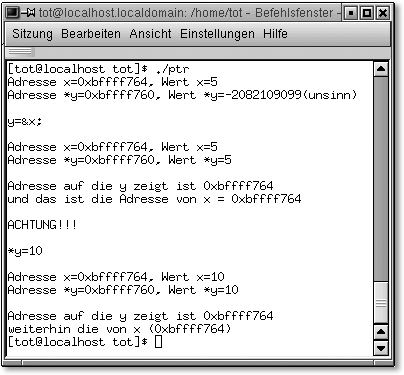 tot@localhost.localdomain: /home/tot - Befehlsfenster -
Sitzung Bearbeiten Ansicht Einstellungen Hilfe
[tot@localhost tot]$ ./ptr
Adresse x=0xbffff764, Wert x=5
Adresse *y=0xbffff760, Wert *y=-2082109099(unsinn)
y=&x;
Adresse x=0xbffff764, Wert x=5
Adresse *y=0xbffff760, Wert *y=5
Adresse auf die y zeigt ist 0xbffff764
und das ist die Adresse von x = 0xbffff764
ACHTUNG!!!
*y=10
Adresse x=0xbffff764, Wert x=10
Adresse *y=0xbffff760, Wert *y=10
Adresse auf die y zeigt ist 0xbffff764
weiterhin die von x (0xbffff764)
[tot@localhost tot]$